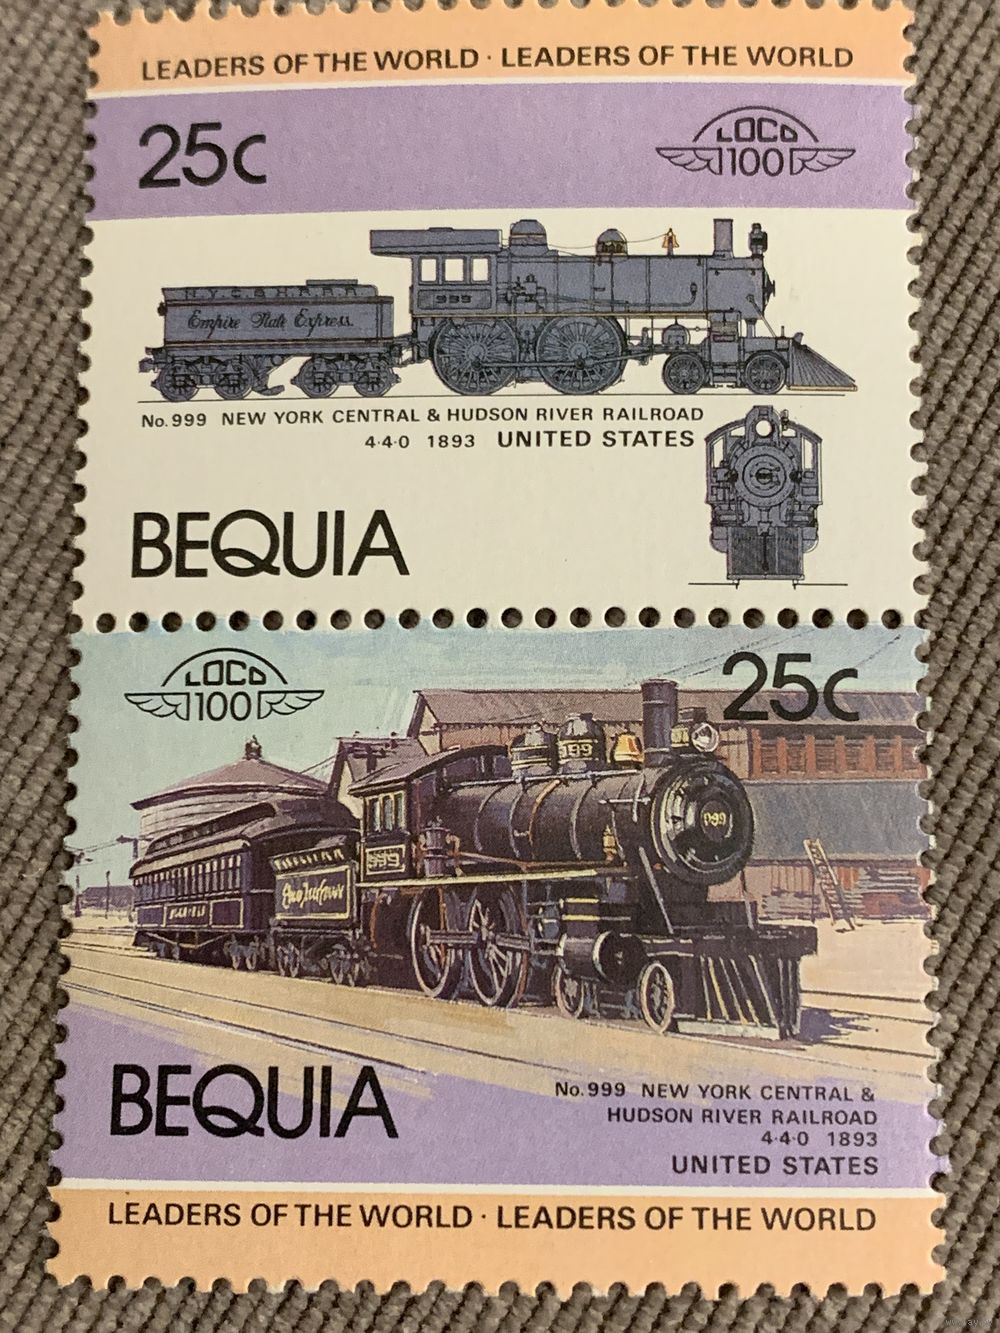 LEADERS OF THE WORLD · LEADERS OF THE WORLD
25c
LOCO
100
999
N.Y.C. & H.R.R.R.
Empire State Express.
No. 999 NEW YORK CENTRAL & HUDSON RIVER RAILROAD
4·4·0 1893 UNITED STATES
BEQUIA
LOCO
100
25c
999
999
999
BEQUIA
No. 999 NEW YORK CENTRAL &
HUDSON RIVER RAILROAD
4·4·0 1893
UNITED STATES
LEADERS OF THE WORLD · LEADERS OF THE WORLD